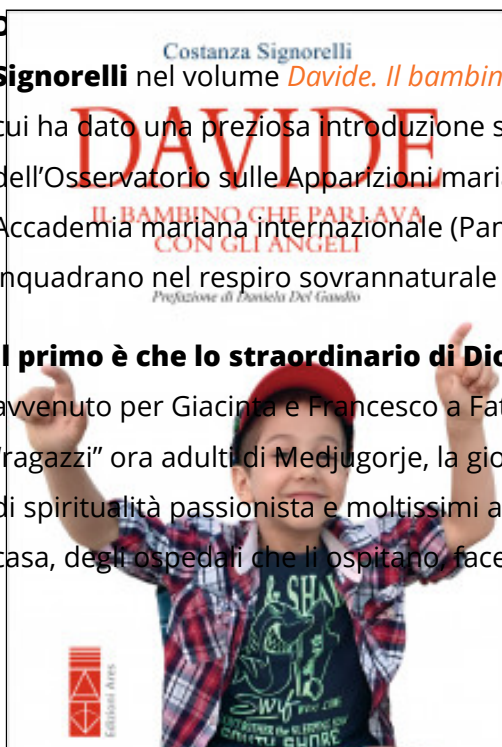 Costanza Signorelli
Signorelli nel volume Davide. Il bambin
cui ha dato una preziosa introduzione s
DAVIDE
dell'Osservatorio sulle Apparizioni mari
IL BAMBINO CHE PARLAVA
Accademia mariana internazionale (Par
CON GLI ANGELI
nquadrano nel respiro sovrannaturale
Prefazione di Daniela Del Gaudio
l primo è che lo straordinario di Dio
avvenuto per Giacinta e Francesco a Fat
"ragazzi" ora adulti di Medjugorje, la gio
di spiritualità passionista e moltissimi a
casa, degli ospedali che li ospitano, face
& SHA
Edizioni Ares